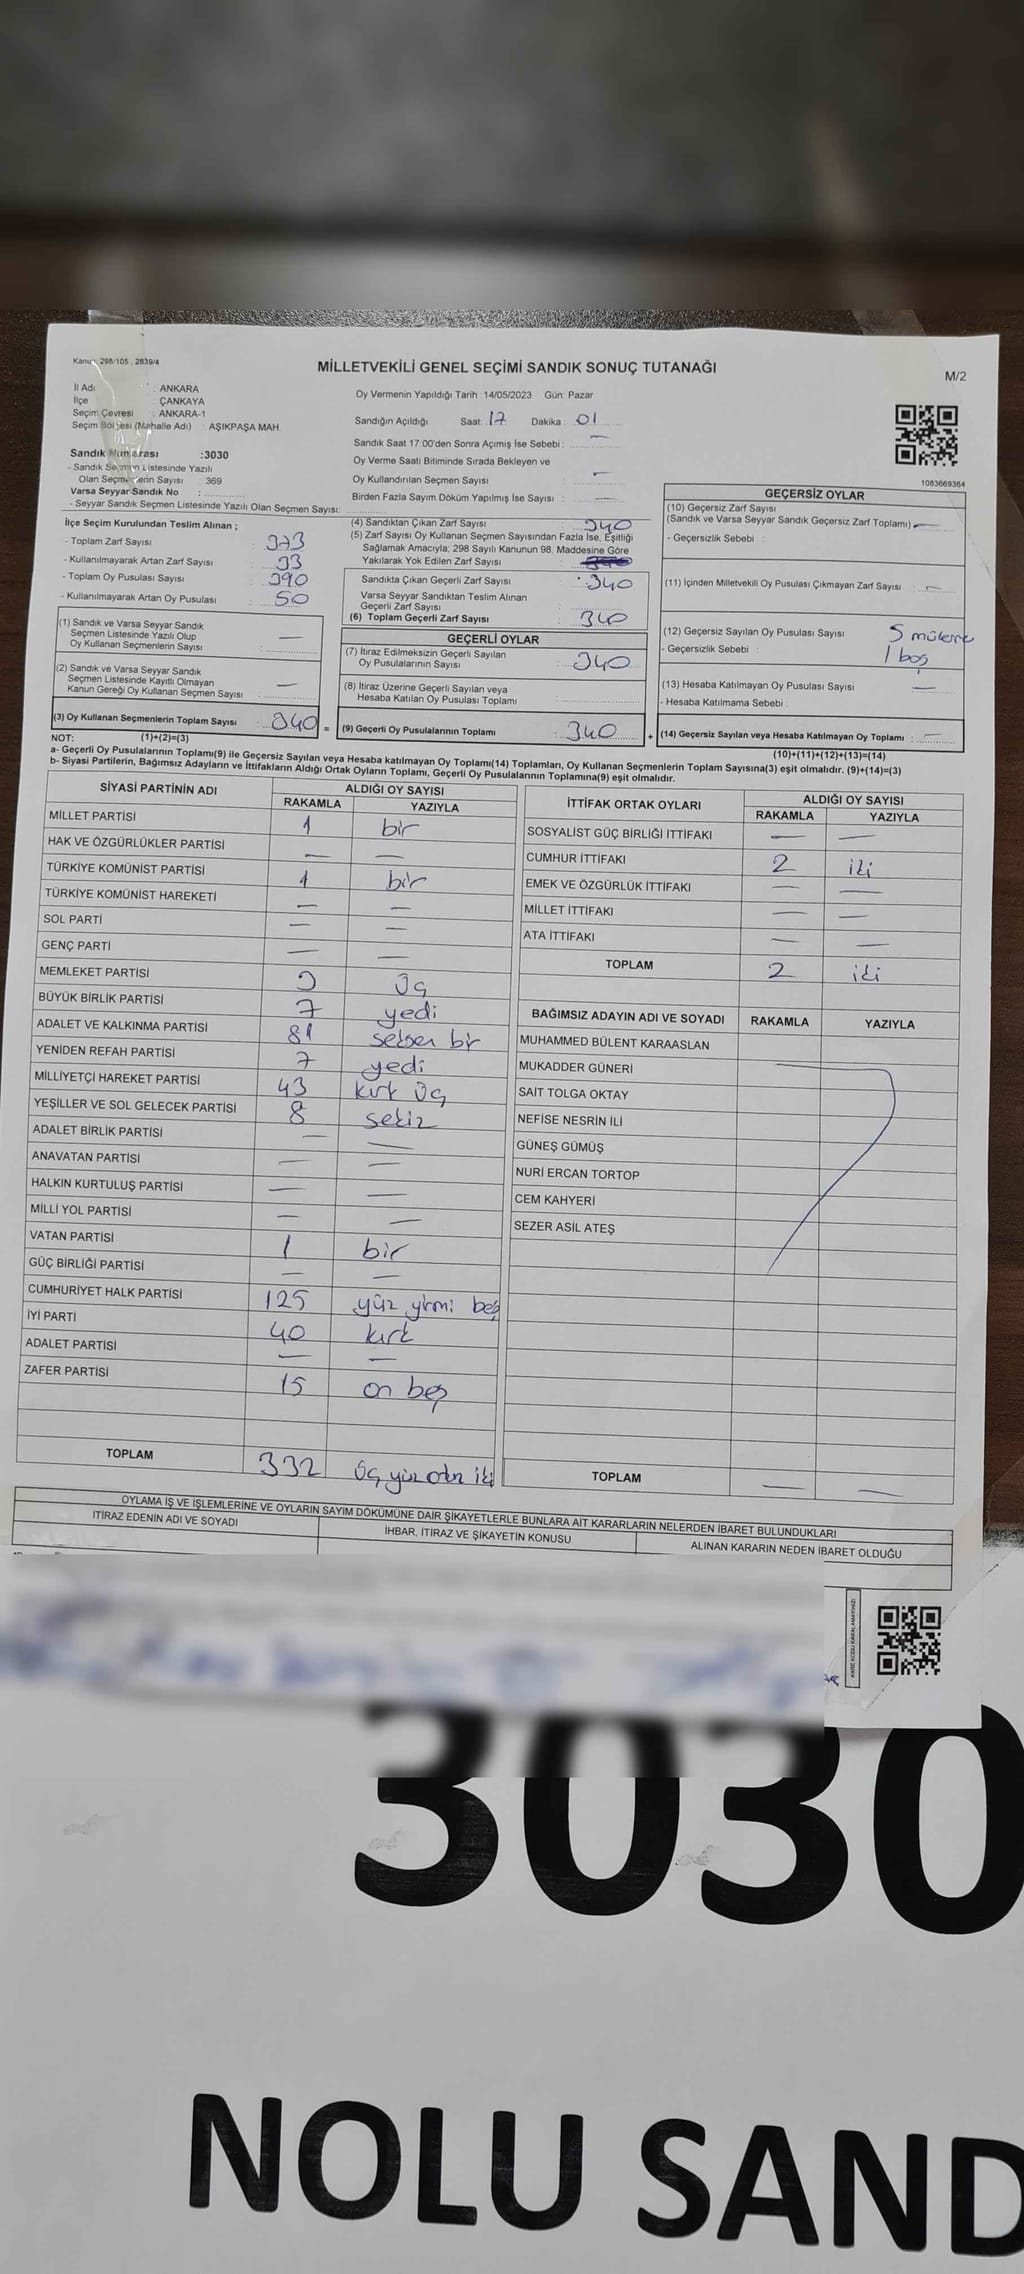 Kanun: 298/105 , 2839/4
MİLLETVEKİLİ GENEL SEÇİMİ SANDIK SONUÇ TUTANAĞI
M/2
İl Adı : ANKARA
İlçe : ÇANKAYA
Seçim Çevresi : ANKARA-1
Seçim Bölgesi (Mahalle Adı) : AŞIKPAŞA MAH.
Sandık Numarası :3030
- Sandık Seçmen Listesinde Yazılı
Olan Seçmenlerin Sayısı : 369
Varsa Seyyar Sandık No :
- Seyyar Sandık Seçmen Listesinde Yazılı Olan Seçmen Sayısı:
Oy Vermenin Yapıldığı Tarih :14/05/2023 Gün: Pazar
Sandığın Açıldığı Saat: 17 Dakika : 01
Sandık Saat 17:00'den Sonra Açımış İse Sebebi : —
Oy Verme Saati Bitiminde Sırada Bekleyen ve
Oy Kullandırılan Seçmen Sayısı : —
Birden Fazla Sayım Döküm Yapılmış İse Sayısı : —
1083669364
İlçe Seçim Kurulundan Teslim Alınan ;
- Toplam Zarf Sayısı : 373
- Kullanılmayarak Artan Zarf Sayısı : 33
- Toplam Oy Pusulası Sayısı : 390
- Kullanılmayarak Artan Oy Pusulası : 50
(1) Sandık ve Varsa Seyyar Sandık
Seçmen Listesinde Yazılı Olup
Oy Kullanan Seçmenlerin Sayısı : —
(2) Sandık ve Varsa Seyyar Sandık
Seçmen Listesinde Kayıtlı Olmayan
Kanun Gereği Oy Kullanan Seçmen Sayısı : —
(3) Oy Kullanan Seçmenlerin Toplam Sayısı : 340 =
(4) Sandıktan Çıkan Zarf Sayısı : 340
(5) Zarf Sayısı Oy Kullanan Seçmen Sayısından Fazla İse, Eşitliği
Sağlamak Amacıyla; 298 Sayılı Kanunun 98. Maddesine Göre
Yakılarak Yok Edilen Zarf Sayısı :
Sandıkta Çıkan Geçerli Zarf Sayısı : 340
Varsa Seyyar Sandıktan Teslim Alınan
Geçerli Zarf Sayısı :
(6) Toplam Geçerli Zarf Sayısı : 340
GEÇERLİ OYLAR
(7) İtiraz Edilmeksizin Geçerli Sayılan
Oy Pusulalarının Sayısı : 340
(8) İtiraz Üzerine Geçerli Sayılan veya
Hesaba Katılan Oy Pusulası Toplamı :
(9) Geçerli Oy Pusulalarının Toplamı : 340 +
GEÇERSİZ OYLAR
(10) Geçersiz Zarf Sayısı
(Sandık ve Varsa Seyyar Sandık Geçersiz Zarf Toplamı) : —
- Geçersizlik Sebebi :
(11) İçinden Milletvekili Oy Pusulası Çıkmayan Zarf Sayısı : —
(12) Geçersiz Sayılan Oy Pusulası Sayısı : 5
- Geçersizlik Sebebi : 1 boş
(13) Hesaba Katılmayan Oy Pusulası Sayısı : —
- Hesaba Katılmama Sebebi :
(14) Geçersiz Sayılan veya Hesaba Katılmayan Oy Toplamı : —
NOT: (1)+(2)=(3) (10)+(11)+(12)+(13)=(14)
a- Geçerli Oy Pusulalarının Toplamı(9) ile Geçersiz Sayılan veya Hesaba katılmayan Oy Toplamı(14) Toplamları, Oy Kullanan Seçmenlerin Toplam Sayısına(3) eşit olmalıdır. (9)+(14)=(3)
b- Siyasi Partilerin, Bağımsız Adayların ve İttifakların Aldığı Ortak Oyların Toplamı, Geçerli Oy Pusulalarının Toplamına(9) eşit olmalıdır.
SİYASİ PARTİNİN ADI ALDIĞI OY SAYISI
RAKAMLA YAZIYLA
MİLLET PARTİSİ 1 bir
HAK VE ÖZGÜRLÜKLER PARTİSİ — —
TÜRKİYE KOMÜNİST PARTİSİ 1 bir
TÜRKİYE KOMÜNİST HAREKETİ — —
SOL PARTİ — —
GENÇ PARTİ — —
MEMLEKET PARTİSİ 3 üç
BÜYÜK BİRLİK PARTİSİ 7 yedi
ADALET VE KALKINMA PARTİSİ 81 seksen bir
YENİDEN REFAH PARTİSİ 7 yedi
MİLLİYETÇİ HAREKET PARTİSİ 43 kırk üç
YEŞİLLER VE SOL GELECEK PARTİSİ 8 sekiz
ADALET BİRLİK PARTİSİ — —
ANAVATAN PARTİSİ — —
HALKIN KURTULUŞ PARTİSİ — —
MİLLİ YOL PARTİSİ — —
VATAN PARTİSİ 1 bir
GÜÇ BİRLİĞİ PARTİSİ — —
CUMHURİYET HALK PARTİSİ 125 yüz yirmi beş
İYİ PARTİ 40 kırk
ADALET PARTİSİ — —
ZAFER PARTİSİ 15 on beş
TOPLAM 332 üç yüz otuz iki
İTTİFAK ORTAK OYLARI ALDIĞI OY SAYISI
RAKAMLA YAZIYLA
SOSYALİST GÜÇ BİRLİĞİ İTTİFAKI — —
CUMHUR İTTİFAKI 2 iki
EMEK VE ÖZGÜRLÜK İTTİFAKI — —
MİLLET İTTİFAKI — —
ATA İTTİFAKI — —
TOPLAM 2 iki
BAĞIMSIZ ADAYIN ADI VE SOYADI RAKAMLA YAZIYLA
MUHAMMED BÜLENT KARAASLAN
MUKADDER GÜNERİ
SAİT TOLGA OKTAY
NEFİSE NESRİN İLİ
GÜNEŞ GÜMÜŞ
NURİ ERCAN TORTOP
CEM KAHYERİ
SEZER ASİL ATEŞ
TOPLAM — —
OYLAMA İŞ VE İŞLEMLERİNE VE OYLARIN SAYIM DÖKÜMÜNE DAİR ŞİKAYETLERLE BUNLARA AİT KARARLARIN NELERDEN İBARET BULUNDUKLARI
İTİRAZ EDENİN ADI VE SOYADI İHBAR, İTİRAZ VE ŞİKAYETİN KONUSU ALINAN KARARIN NEDEN İBARET OLDUĞU
KARE KODU KARALAMAYINIZ!
3030
NOLU SAND